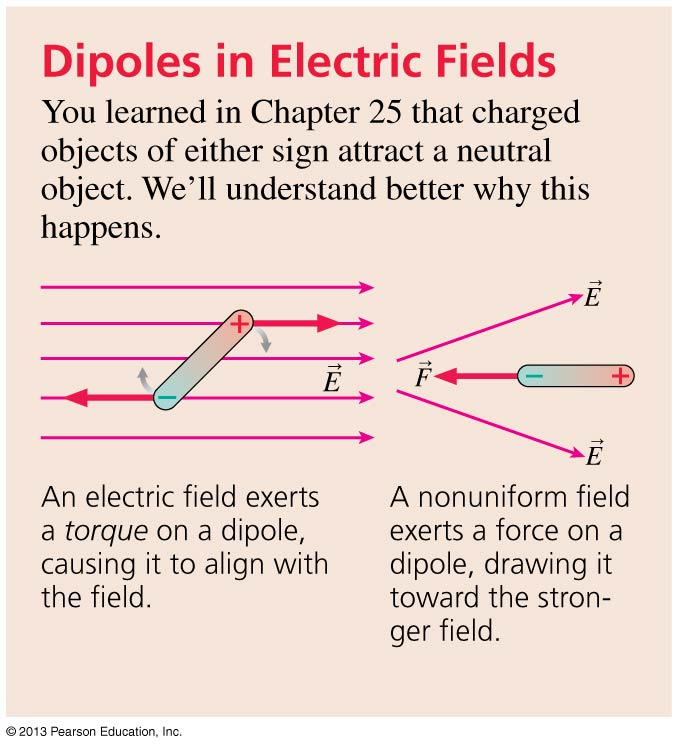 Dipoles in Electric Fields
You learned in Chapter 25 that charged
objects of either sign attract a neutral
object. We’ll understand better why this
happens.
+
−
E⃗
E⃗
F⃗
−
+
E⃗
An electric field exerts
a torque on a dipole,
causing it to align with
the field.
A nonuniform field
exerts a force on a
dipole, drawing it
toward the stron-
ger field.
© 2013 Pearson Education, Inc.